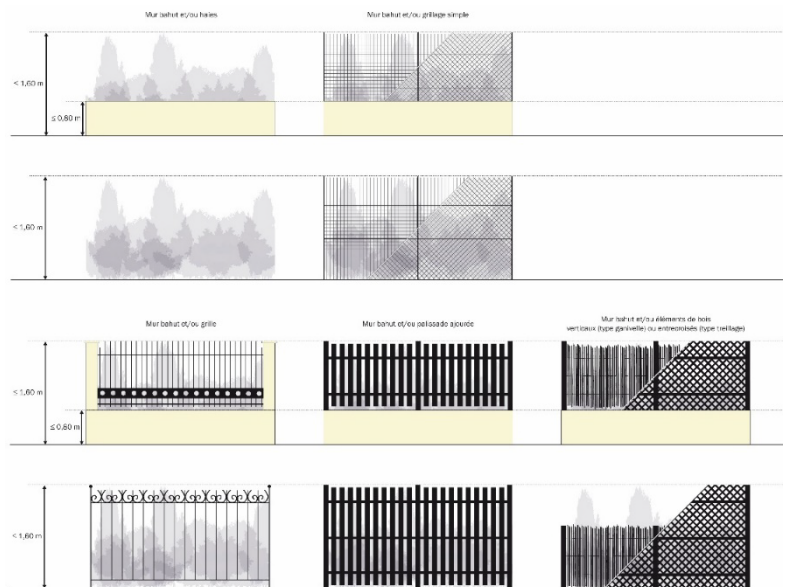 Mur bahut et/ou haies
Mur bahut et/ou grillage simple
< 1,60 m
≤ 0,60 m
≤ 1,60 m
Mur bahut et/ou grille
Mur bahut et/ou palissade ajourée
Mur bahut et/ou éléments de bois
verticaux (type ganivelle) ou entrecroisés (type treillage)
≤ 1,60 m
≤ 0,60 m
< 1,60 m